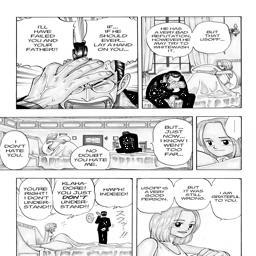 BUT
THAT
USOPP...
HE HAS
A VERY BAD
REPUTATION.
HOWEVER HE
MAY TRY TO
WHITEWASH
IT.
IF...
IF HE
SHOULD
EVER...
LAY A
HAND ON
YOU...
I'LL
HAVE
FAILED
YOU AND
YOUR
FATHER!!
BUT...
JUST
NOW...
I KNOW I
WENT
TOO
FAR...
NO
DOUBT
YOU HATE
ME.
I
DON'T
HATE
YOU.
I AM
GRATEFUL
TO YOU.
BUT
IT WAS
STILL
WRONG.
USOPP IS
A VERY
GOOD
PERSON.
KLAHA-
DORE!
YOU JUST
DON'T
UNDER-
STAND!!
INDEED!
YOU'RE
RIGHT!
I DON'T
UNDER-
STAND!!